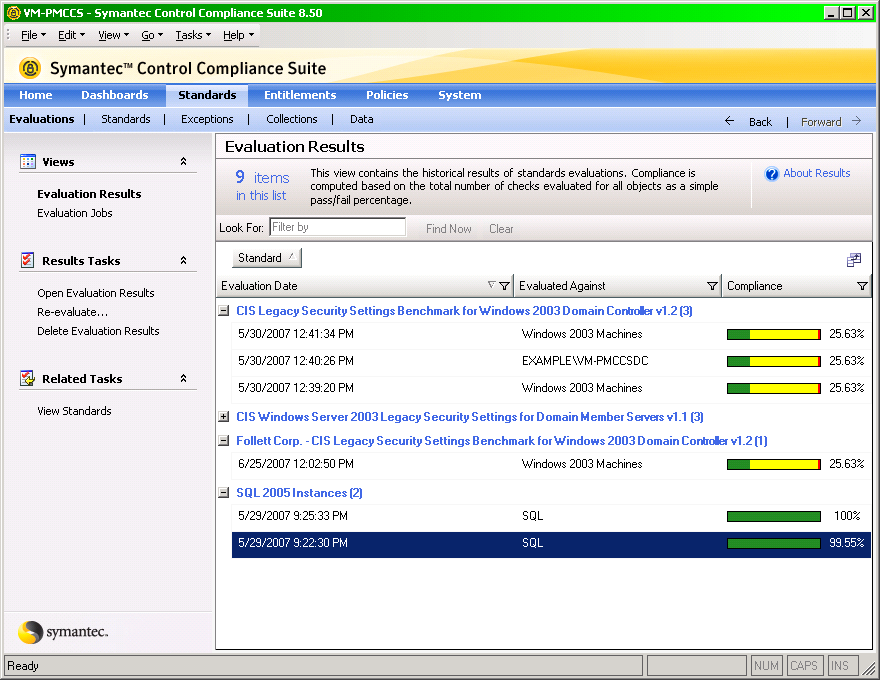 VM-PMCCS - Symantec Control Compliance Suite 8.50
File Edit View Go Tasks Help
Symantec™ Control Compliance Suite
Home Dashboards Standards Entitlements Policies System
Evaluations | Standards | Exceptions | Collections | Data
Back | Forward
Views
Evaluation Results
Evaluation Jobs
Results Tasks
Open Evaluation Results
Re-evaluate...
Delete Evaluation Results
Related Tasks
View Standards
symantec.
Evaluation Results
9 items
in this list
This view contains the historical results of standards evaluations. Compliance is
computed based on the total number of checks evaluated for all objects as a simple
pass/fail percentage.
About Results
Look For: Filter by Find Now Clear
Standard
Evaluation Date Evaluated Against Compliance
CIS Legacy Security Settings Benchmark for Windows 2003 Domain Controller v1.2 (3)
5/30/2007 12:41:34 PM Windows 2003 Machines 25.63%
5/30/2007 12:40:26 PM EXAMPLE\VM-PMCCSDC 25.63%
5/30/2007 12:39:20 PM Windows 2003 Machines 25.63%
CIS Windows Server 2003 Legacy Security Settings for Domain Member Servers v1.1 (3)
Follett Corp. - CIS Legacy Security Settings Benchmark for Windows 2003 Domain Controller v1.2 (1)
6/25/2007 12:02:50 PM Windows 2003 Machines 25.63%
SQL 2005 Instances (2)
5/29/2007 9:25:33 PM SQL 100%
5/29/2007 9:22:30 PM SQL 99.55%
Ready NUM CAPS INS